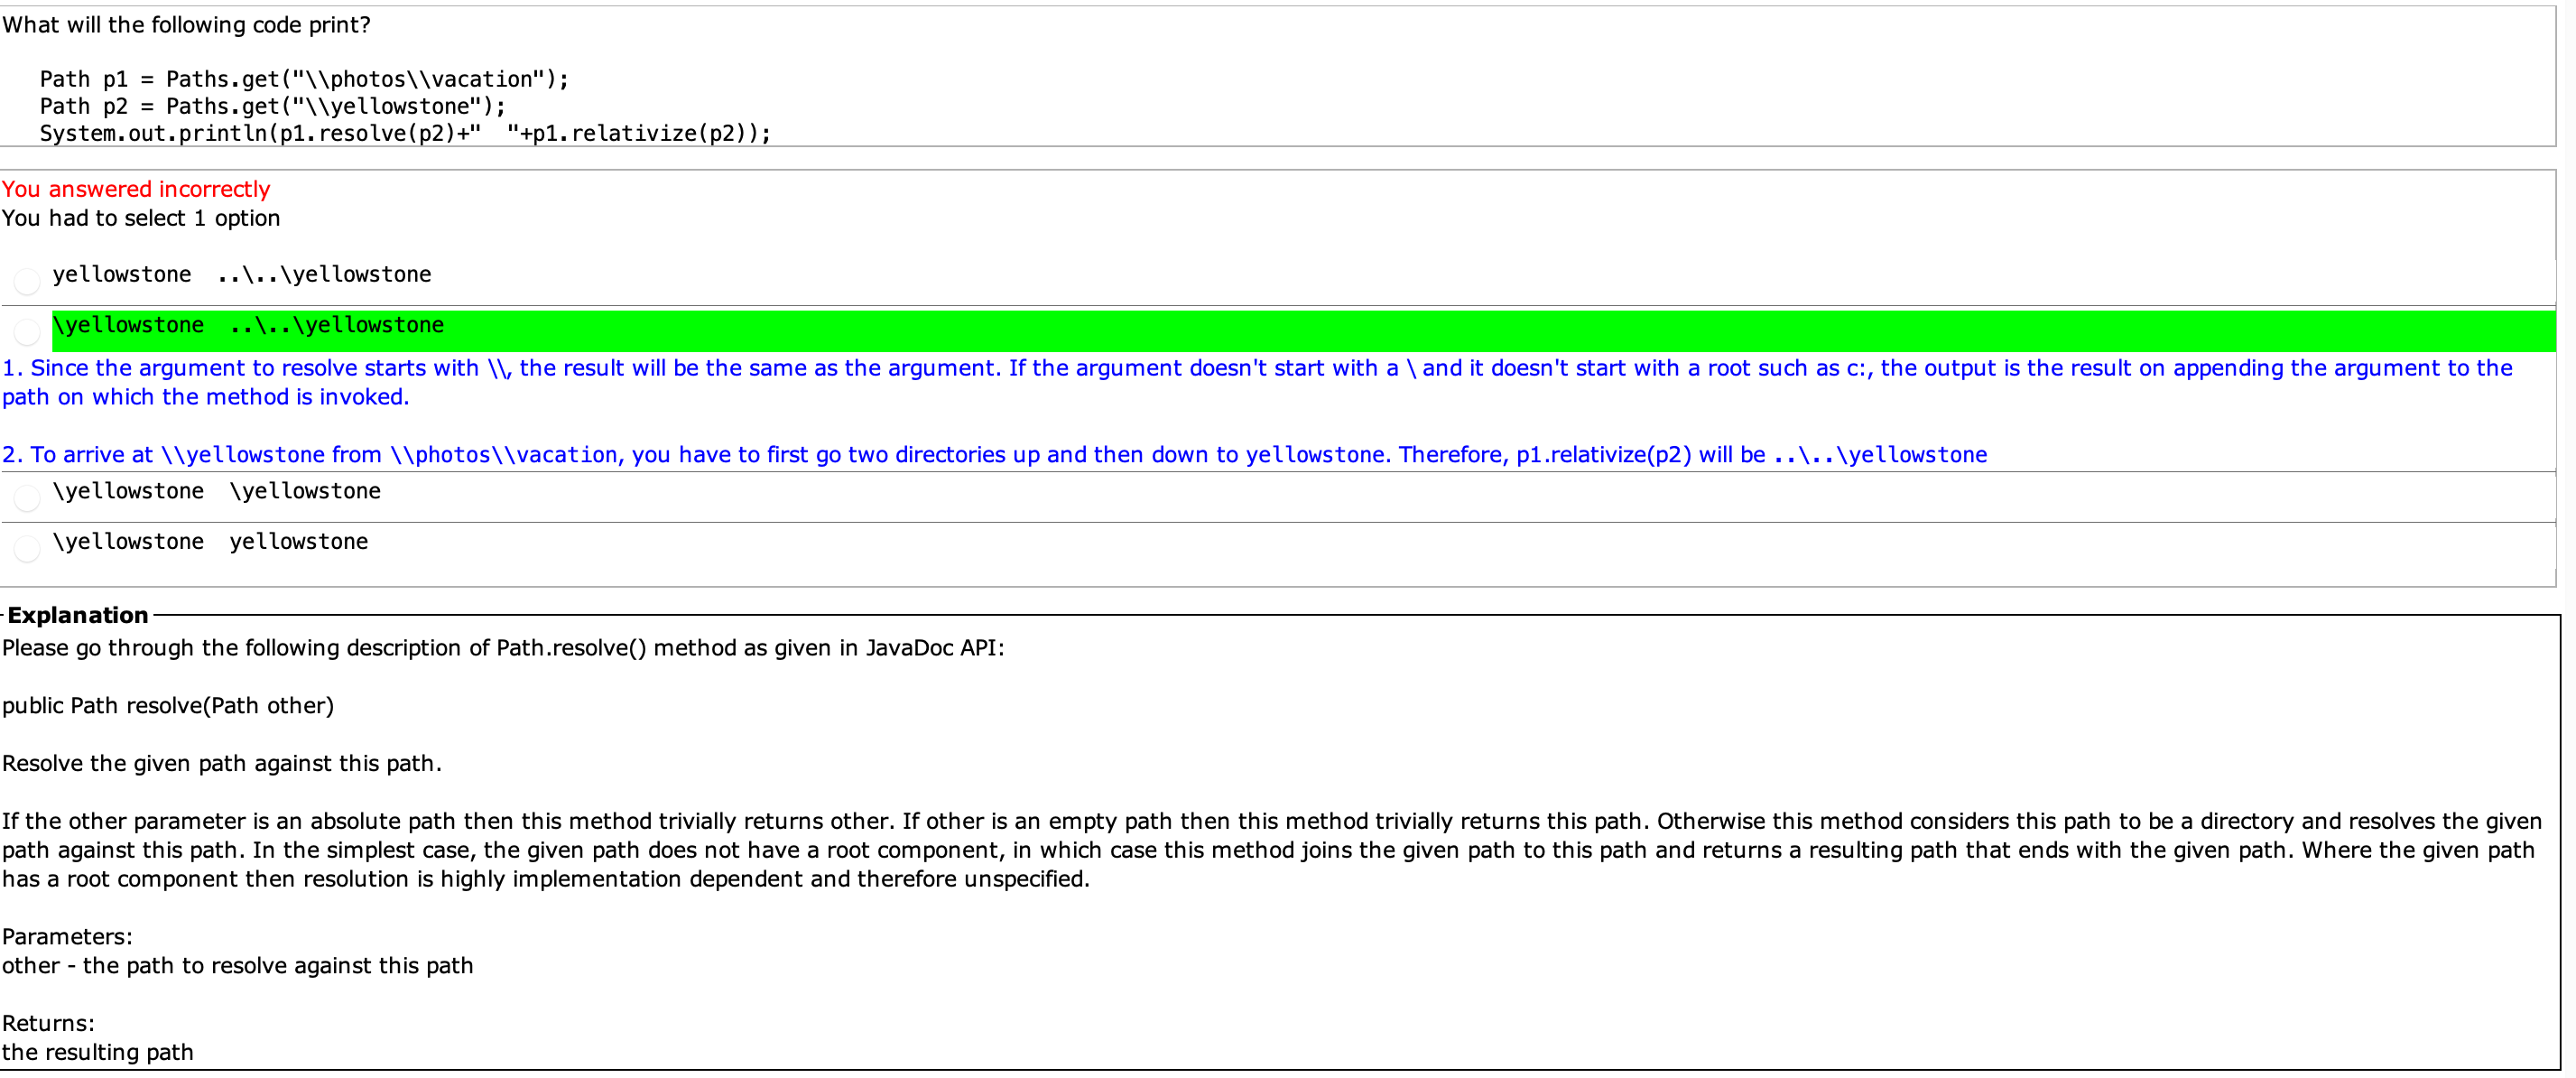 What will the following code print?
Path p1 = Paths.get("\\photos\\vacation");
Path p2 = Paths.get("\\yellowstone");
System.out.println(p1.resolve(p2)+"  "+p1.relativize(p2));
You answered incorrectly
You had to select 1 option
yellowstone  ..\..\yellowstone
\yellowstone  ..\..\yellowstone
1. Since the argument to resolve starts with \\, the result will be the same as the argument. If the argument doesn't start with a \ and it doesn't start with a root such as c:, the output is the result on appending the argument to the
path on which the method is invoked.
2. To arrive at \\yellowstone from \\photos\\vacation, you have to first go two directories up and then down to yellowstone. Therefore, p1.relativize(p2) will be ..\..\yellowstone
\yellowstone  \yellowstone
\yellowstone  yellowstone
Explanation
Please go through the following description of Path.resolve() method as given in JavaDoc API:
public Path resolve(Path other)
Resolve the given path against this path.
If the other parameter is an absolute path then this method trivially returns other. If other is an empty path then this method trivially returns this path. Otherwise this method considers this path to be a directory and resolves the given
path against this path. In the simplest case, the given path does not have a root component, in which case this method joins the given path to this path and returns a resulting path that ends with the given path. Where the given path
has a root component then resolution is highly implementation dependent and therefore unspecified.
Parameters:
other - the path to resolve against this path
Returns:
the resulting path